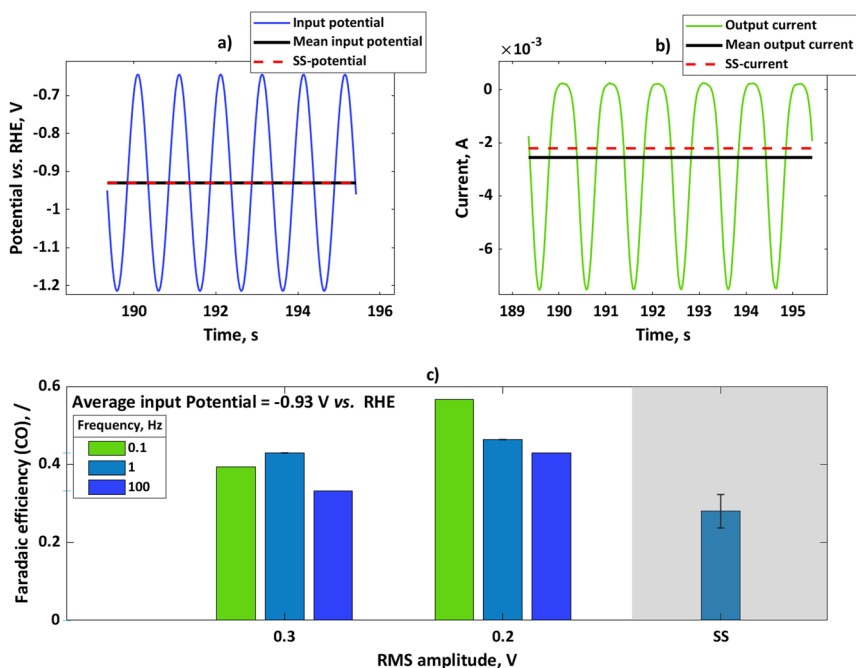 a)
Input potential
Mean input potential
SS-potential
-0.7
-0.8
-0.9
-1
-1.1
-1.2
Potential vs. RHE, V
190 191 192 193 194 195 196
Time, s
b)
Output current
Mean output current
SS-current
×10⁻³
0
-2
-4
-6
Current, A
189 190 191 192 193 194 195
Time, s
c)
Average input Potential = -0.93 V vs. RHE
Frequency, Hz
0.1
1
100
0.6
0.4
0.2
0
Faradaic efficiency (CO), /
0.3 0.2 SS
RMS amplitude, V